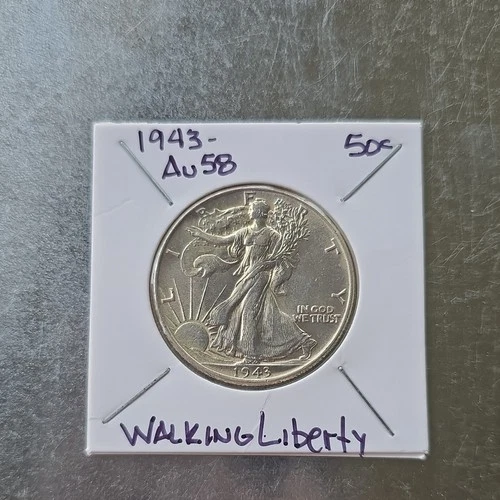 1943- 50¢
Au58
LIBERTY
IN GOD
WE TRUST
1943
WALKING Liberty